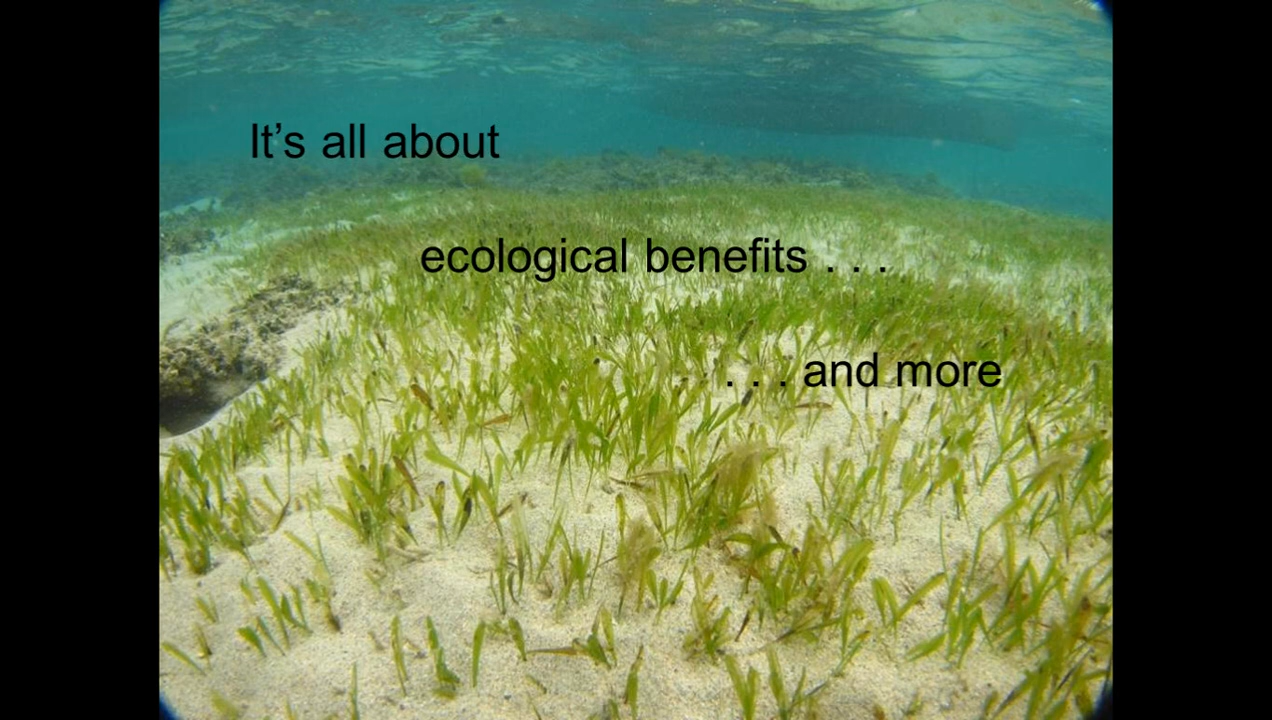 It’s all about
ecological benefits . . .
. . . and more